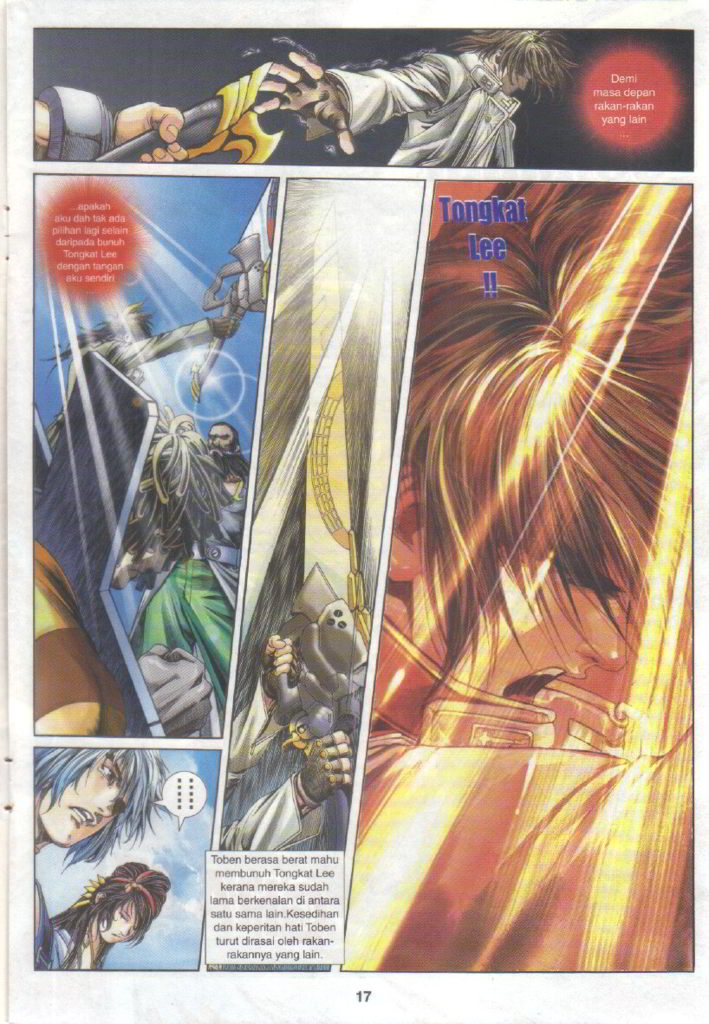 Demi
masa depan
rakan-rakan
yang lain
...
...apakah
aku dah tak ada
pilihan lagi selain
daripada bunuh
Tongkat Lee
dengan tangan
aku sendiri
Tongkat
Lee
!!
Toben berasa berat mahu
membunuh Tongkat Lee
kerana mereka sudah
lama berkenalan di antara
satu sama lain.Kesedihan
dan keperitan hati Toben
turut dirasai oleh rakan-
rakannya yang lain.
17